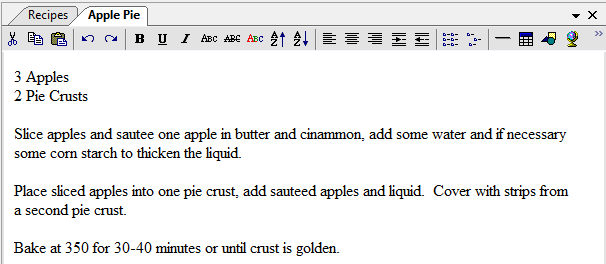 Recipes Apple Pie
B U I ABC ABC ABC
3 Apples
2 Pie Crusts
Slice apples and sautee one apple in butter and cinammon, add some water and if necessary
some corn starch to thicken the liquid.
Place sliced apples into one pie crust, add sauteed apples and liquid.  Cover with strips from
a second pie crust.
Bake at 350 for 30-40 minutes or until crust is golden.